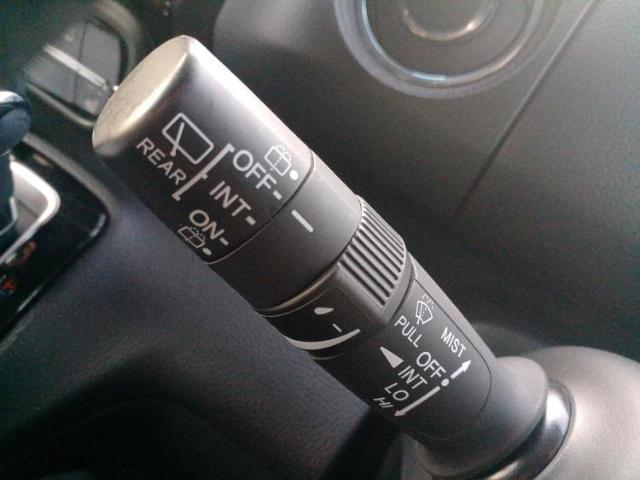 REAR
OFF
INT
ON
PULL
MIST
OFF
INT
LO
HI